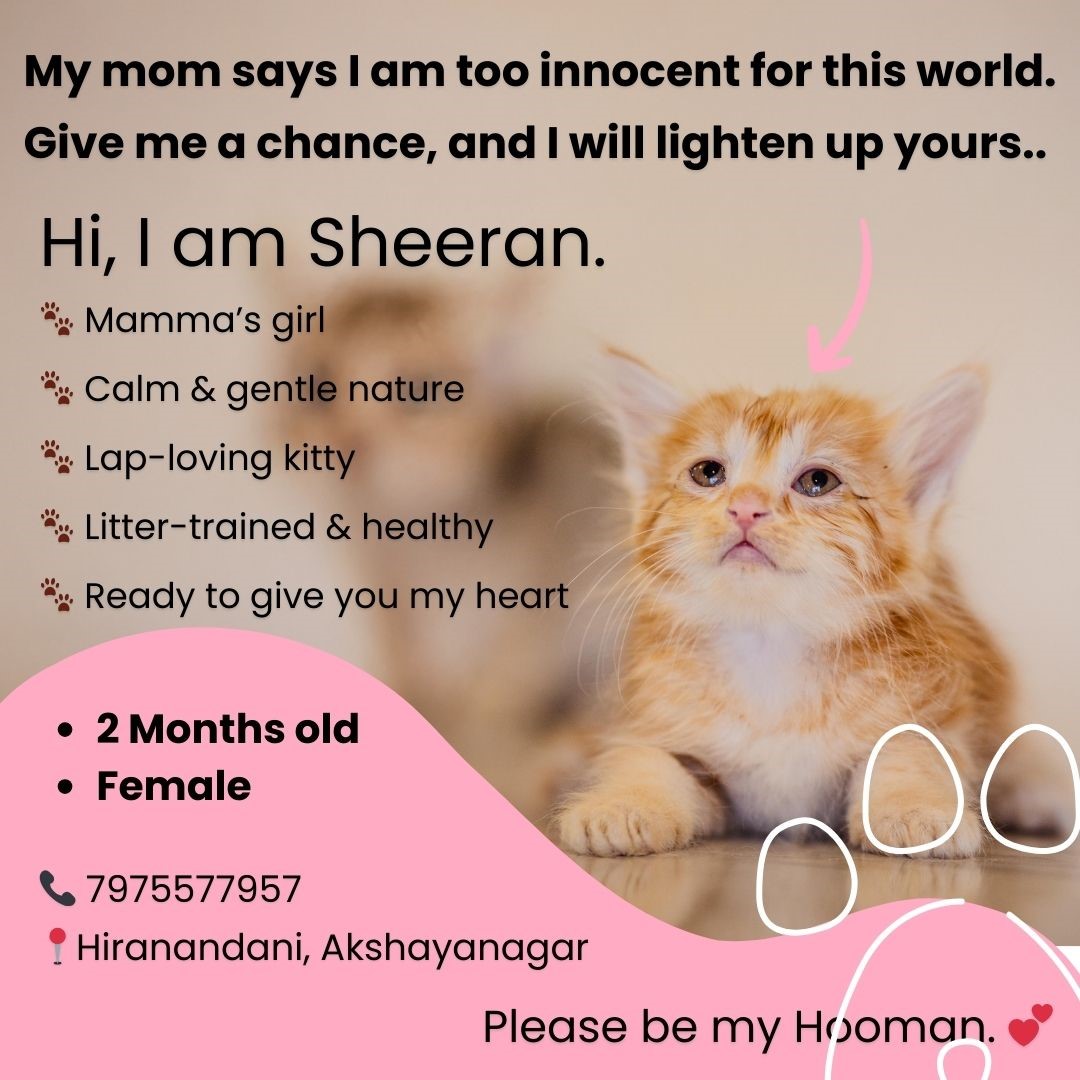 My mom says I am too innocent for this world.
Give me a chance, and I will lighten up yours..
Hi, I am Sheeran.
🐾 Mamma’s girl
🐾 Calm & gentle nature
🐾 Lap-loving kitty
🐾 Litter-trained & healthy
🐾 Ready to give you my heart
• 2 Months old
• Female
📞 7975577957
📍Hiranandani, Akshayanagar
Please be my Hooman. 💕